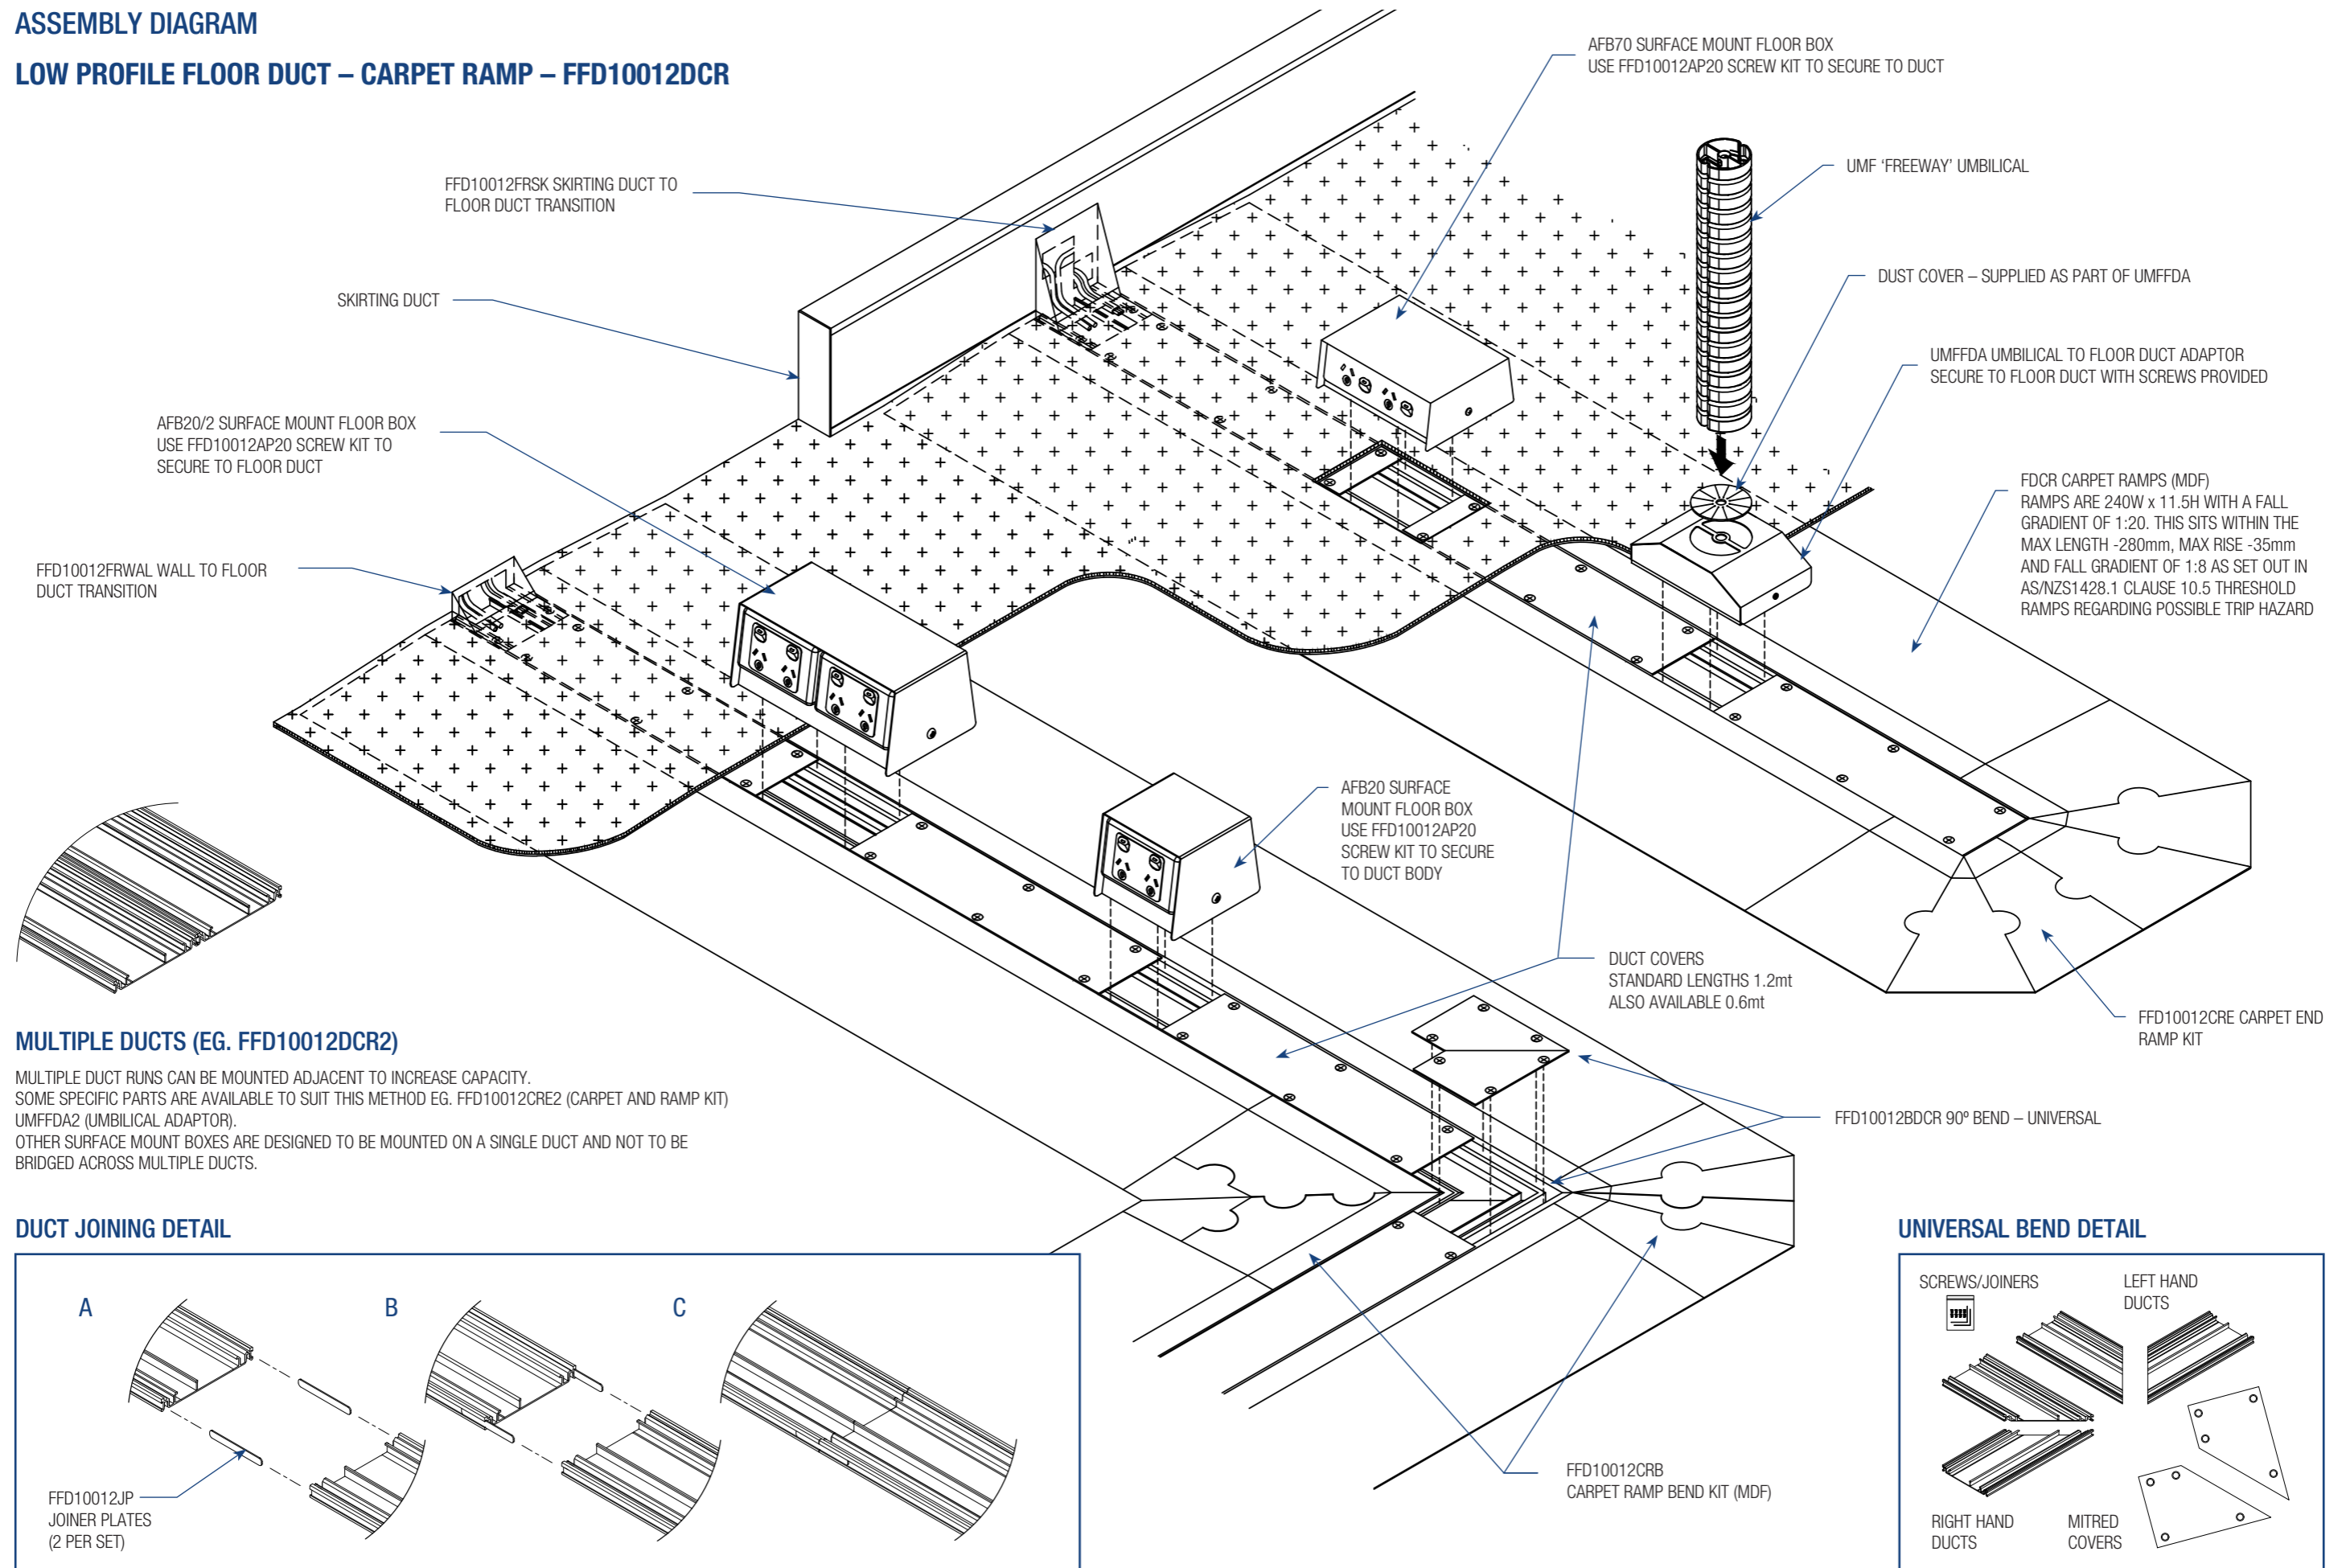 ASSEMBLY DIAGRAM
LOW PROFILE FLOOR DUCT – CARPET RAMP – FFD10012DCR
AFB70 SURFACE MOUNT FLOOR BOX
USE FFD10012AP20 SCREW KIT TO SECURE TO DUCT
UMF ‘FREEWAY’ UMBILICAL
FFD10012FRSK SKIRTING DUCT TO
FLOOR DUCT TRANSITION
DUST COVER – SUPPLIED AS PART OF UMFFDA
SKIRTING DUCT
UMFFDA UMBILICAL TO FLOOR DUCT ADAPTOR
SECURE TO FLOOR DUCT WITH SCREWS PROVIDED
AFB20/2 SURFACE MOUNT FLOOR BOX
USE FFD10012AP20 SCREW KIT TO
SECURE TO FLOOR DUCT
FDCR CARPET RAMPS (MDF)
RAMPS ARE 240W x 11.5H WITH A FALL
GRADIENT OF 1:20. THIS SITS WITHIN THE
MAX LENGTH -280mm, MAX RISE -35mm
AND FALL GRADIENT OF 1:8 AS SET OUT IN
AS/NZS1428.1 CLAUSE 10.5 THRESHOLD
RAMPS REGARDING POSSIBLE TRIP HAZARD
FFD10012FRWAL WALL TO FLOOR
DUCT TRANSITION
AFB20 SURFACE
MOUNT FLOOR BOX
USE FFD10012AP20
SCREW KIT TO SECURE
TO DUCT BODY
DUCT COVERS
STANDARD LENGTHS 1.2mt
ALSO AVAILABLE 0.6mt
FFD10012CRE CARPET END
RAMP KIT
MULTIPLE DUCTS (EG. FFD10012DCR2)
MULTIPLE DUCT RUNS CAN BE MOUNTED ADJACENT TO INCREASE CAPACITY.
SOME SPECIFIC PARTS ARE AVAILABLE TO SUIT THIS METHOD EG. FFD10012CRE2 (CARPET AND RAMP KIT)
UMFFDA2 (UMBILICAL ADAPTOR).
OTHER SURFACE MOUNT BOXES ARE DESIGNED TO BE MOUNTED ON A SINGLE DUCT AND NOT TO BE
BRIDGED ACROSS MULTIPLE DUCTS.
FFD10012BDCR 90º BEND – UNIVERSAL
DUCT JOINING DETAIL
A
B
C
FFD10012JP
JOINER PLATES
(2 PER SET)
FFD10012CRB
CARPET RAMP BEND KIT (MDF)
UNIVERSAL BEND DETAIL
SCREWS/JOINERS
LEFT HAND
DUCTS
RIGHT HAND
DUCTS
MITRED
COVERS